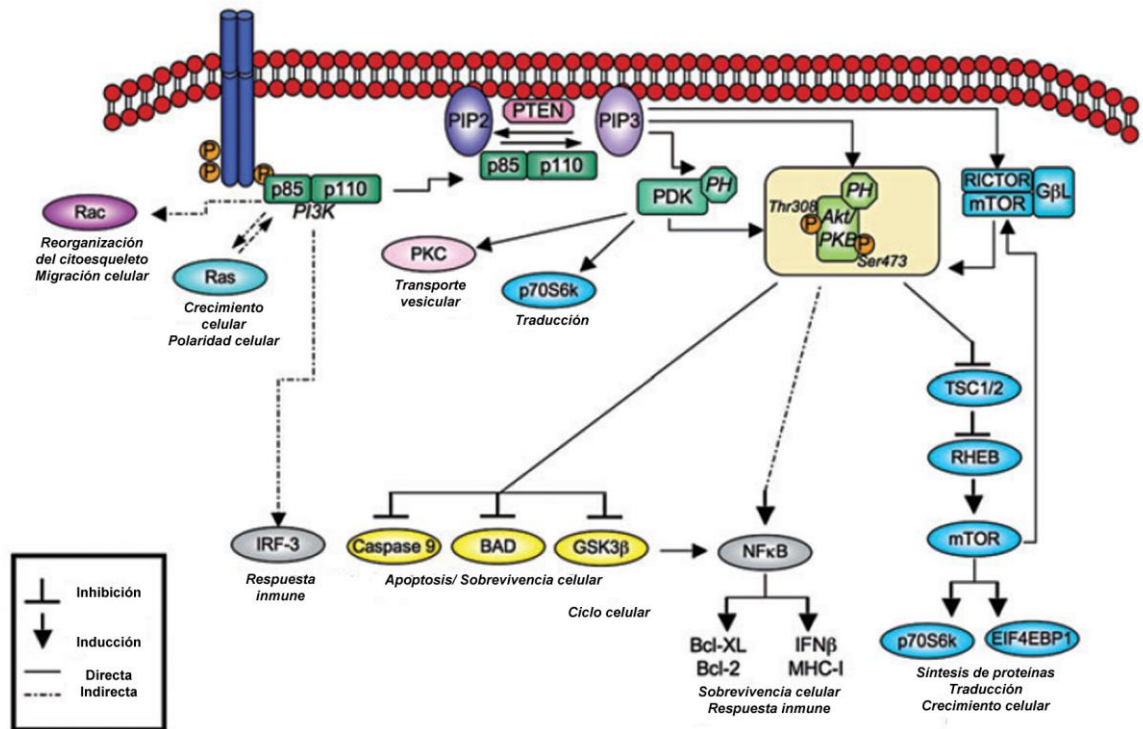 PIP2
PTEN
PIP3
P
P
P
p85 p110
PI3K
p85 p110
PDK
PH
PH
Thr308
Akt/
PKB
P
P
Ser473
RICTOR
mTOR
GβL
Rac
Reorganización
del citoesqueleto
Migración celular
Ras
Crecimiento
celular
Polaridad celular
PKC
Transporte
vesicular
p70S6k
Traducción
TSC1/2
RHEB
mTOR
IRF-3
Respuesta
inmune
Caspase 9
BAD
GSK3β
Apoptosis/ Sobrevivencia celular
Ciclo celular
NFκB
Bcl-XL
Bcl-2
IFNβ
MHC-I
Sobrevivencia celular
Respuesta inmune
p70S6k
EIF4EBP1
Síntesis de proteínas
Traducción
Crecimiento celular
Inhibición
Inducción
Directa
Indirecta